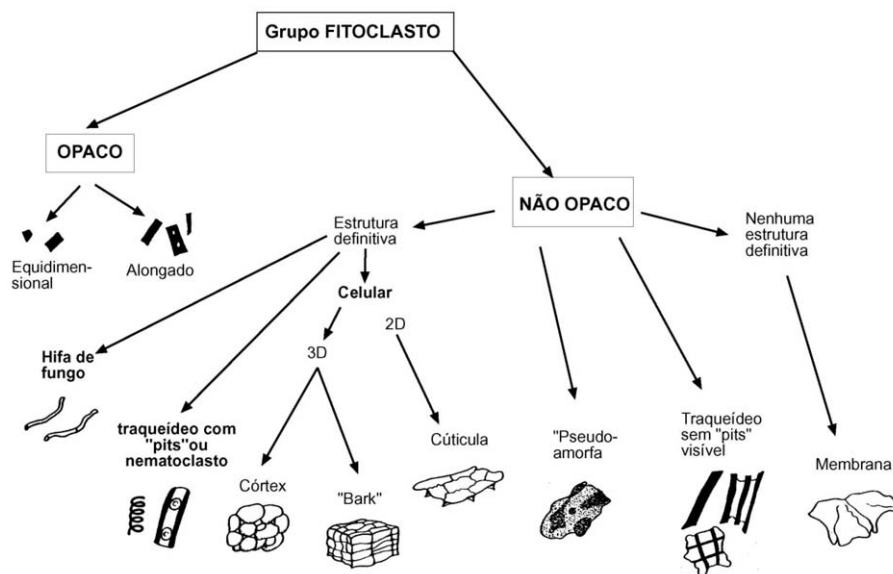 Grupo FITOCLASTO
OPACO
NÃO OPACO
Equidimen-
sional
Alongado
Estrutura
definitiva
Nenhuma
estrutura
definitiva
Celular
3D
2D
Hifa de
fungo
traqueídeo com
"pits"ou
nematoclasto
Córtex
"Bark"
Cúticula
"Pseudo-
amorfa
Traqueídeo
sem "pits"
visível
Membrana